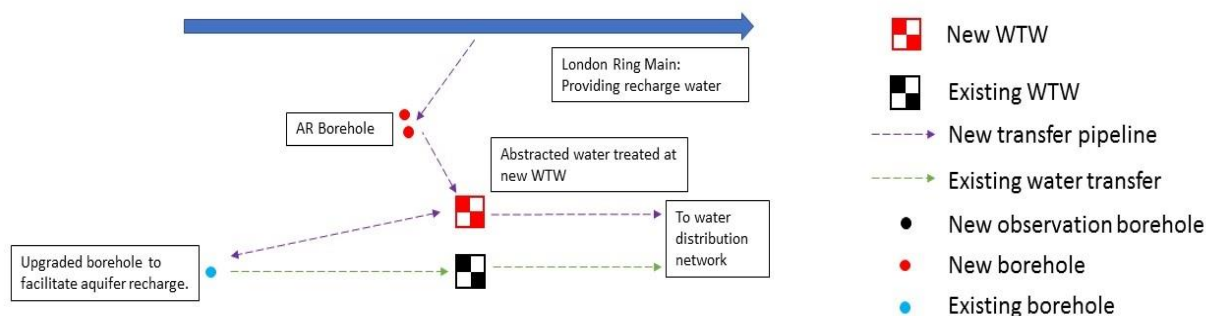 London Ring Main:
Providing recharge water
AR Borehole
Abstracted water treated at
new WTW
To water
distribution
network
Upgraded borehole to
facilitate aquifer recharge.
New WTW
Existing WTW
New transfer pipeline
Existing water transfer
New observation borehole
New borehole
Existing borehole